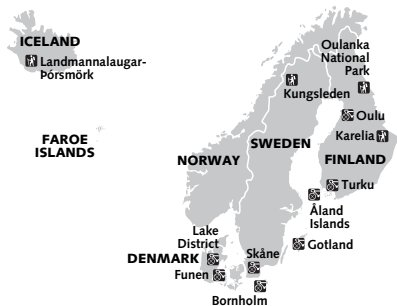 ICELAND
Landmannalaugar-
Þórsmörk
FAROE
ISLANDS
Oulanka
National
Park
Kungsleden
Oulu
Karelia
NORWAY
SWEDEN
FINLAND
Turku
Åland
Islands
Lake
District
Gotland
DENMARK
Skåne
Funen
Bornholm